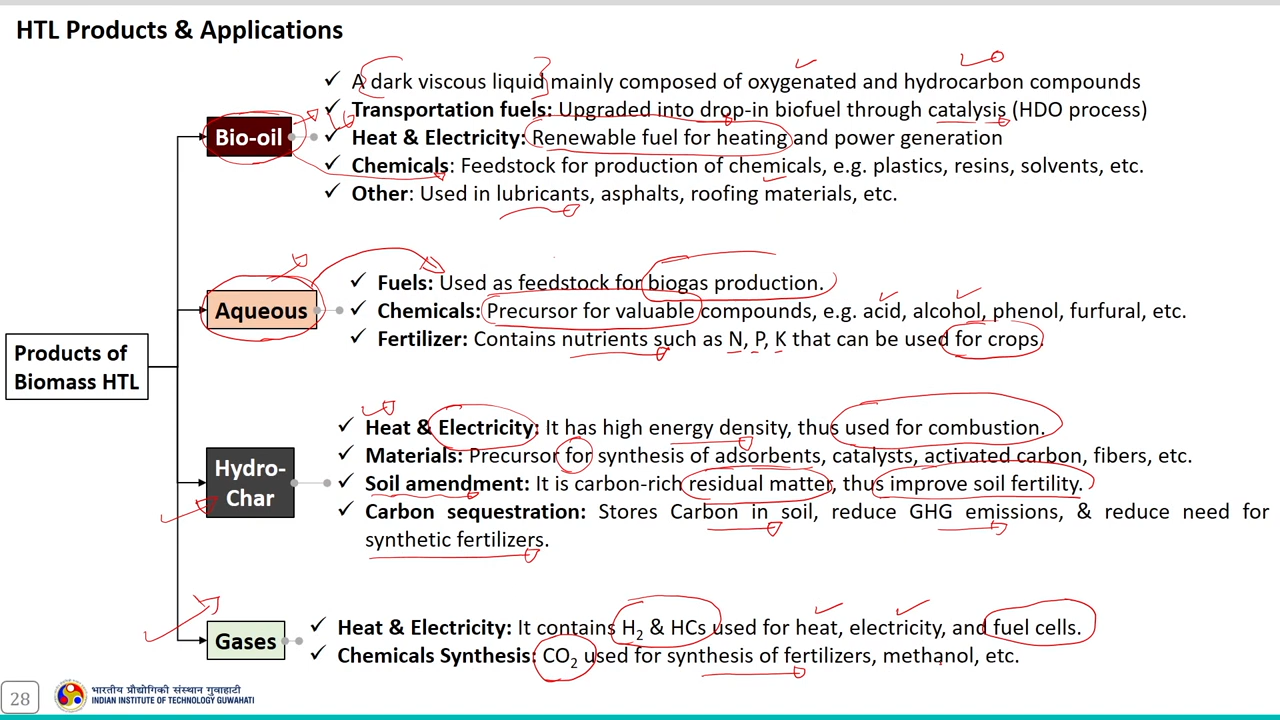 HTL Products & Applications
Products of
Biomass HTL
Bio-oil
✓ A dark viscous liquid mainly composed of oxygenated and hydrocarbon compounds
✓ Transportation fuels: Upgraded into drop-in biofuel through catalysis (HDO process)
✓ Heat & Electricity: Renewable fuel for heating and power generation
✓ Chemicals: Feedstock for production of chemicals, e.g. plastics, resins, solvents, etc.
✓ Other: Used in lubricants, asphalts, roofing materials, etc.
Aqueous
✓ Fuels: Used as feedstock for biogas production.
✓ Chemicals: Precursor for valuable compounds, e.g. acid, alcohol, phenol, furfural, etc.
✓ Fertilizer: Contains nutrients such as N, P, K that can be used for crops.
Hydro-
Char
✓ Heat & Electricity: It has high energy density, thus used for combustion.
✓ Materials: Precursor for synthesis of adsorbents, catalysts, activated carbon, fibers, etc.
✓ Soil amendment: It is carbon-rich residual matter, thus improve soil fertility.
✓ Carbon sequestration: Stores Carbon in soil, reduce GHG emissions, & reduce need for
synthetic fertilizers.
Gases
✓ Heat & Electricity: It contains H₂ & HCs used for heat, electricity, and fuel cells.
✓ Chemicals Synthesis: CO₂ used for synthesis of fertilizers, methanol, etc.
28
भारतीय प्रौद्योगिकी संस्थान गुवाहाटी
INDIAN INSTITUTE OF TECHNOLOGY GUWAHATI